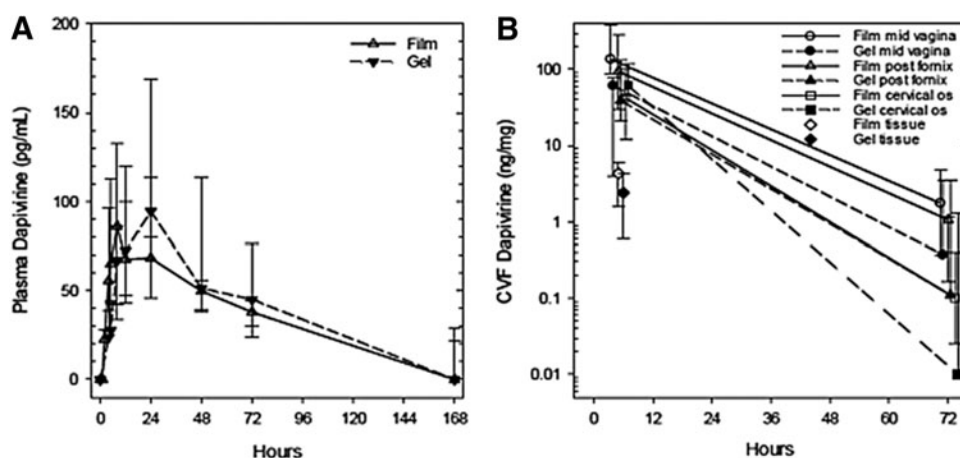 A
Plasma Dapivirine (pg/mL)
200
150
100
50
0
Film
Gel
0 24 48 72 96 120 144 168
Hours
B
CVF Dapivirine (ng/mg)
100
10
1
0.1
0.01
Film mid vagina
Gel mid vagina
Film post fornix
Gel post fornix
Film cervical os
Gel cervical os
Film tissue
Gel tissue
0 12 24 36 48 60 72
Hours